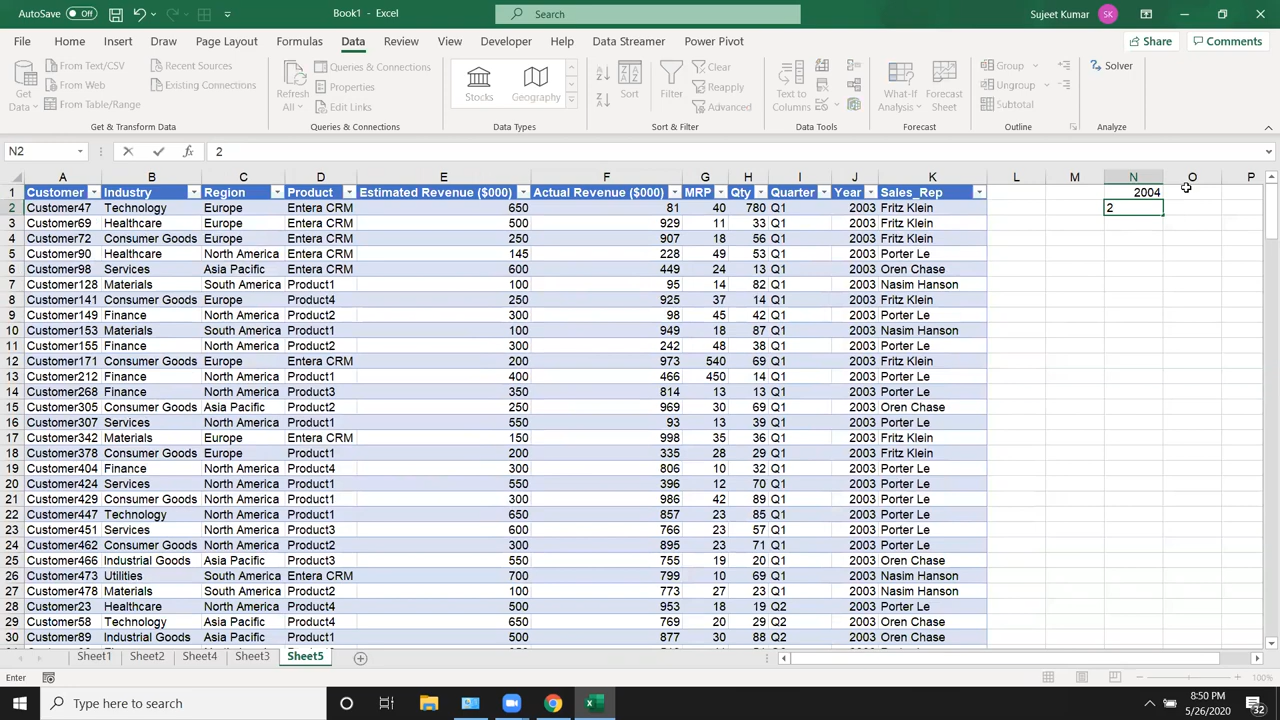 AutoSave Off Book1 - Excel Search Sujeet Kumar SK
File Home Insert Draw Page Layout Formulas Data Review View Developer Help Data Streamer Power Pivot Share Comments
Get Data From Text/CSV From Web From Table/Range Recent Sources Existing Connections Refresh All Queries & Connections Properties Edit Links Stocks Geography Sort Filter Clear Reapply Advanced Text to Columns What-If Analysis Forecast Sheet Group Ungroup Subtotal Solver
Get & Transform Data Queries & Connections Data Types Sort & Filter Data Tools Forecast Outline Analyze
N2 fx 2
A B C D E F G H I J K L M N O P
1 Customer Industry Region Product Estimated Revenue ($000) Actual Revenue ($000) MRP Qty Quarter Year Sales_Rep 2004
2 Customer47 Technology Europe Entera CRM 650 81 40 780 Q1 2003 Fritz Klein 2
3 Customer69 Healthcare Europe Entera CRM 500 929 11 33 Q1 2003 Fritz Klein
4 Customer72 Consumer Goods Europe Entera CRM 250 907 18 56 Q1 2003 Fritz Klein
5 Customer90 Healthcare North America Entera CRM 145 228 49 53 Q1 2003 Porter Le
6 Customer98 Services Asia Pacific Entera CRM 600 449 24 13 Q1 2003 Oren Chase
7 Customer128 Materials South America Product1 100 95 14 82 Q1 2003 Nasim Hanson
8 Customer141 Consumer Goods Europe Product4 250 925 37 14 Q1 2003 Fritz Klein
9 Customer149 Finance North America Product2 300 98 45 42 Q1 2003 Porter Le
10 Customer153 Materials South America Product1 100 949 18 87 Q1 2003 Nasim Hanson
11 Customer155 Finance North America Product2 300 242 48 38 Q1 2003 Porter Le
12 Customer171 Consumer Goods Europe Entera CRM 200 973 540 69 Q1 2003 Fritz Klein
13 Customer212 Finance North America Product1 400 466 450 14 Q1 2003 Porter Le
14 Customer268 Finance North America Product3 350 814 13 13 Q1 2003 Porter Le
15 Customer305 Consumer Goods Asia Pacific Product2 250 969 30 69 Q1 2003 Oren Chase
16 Customer307 Services North America Product1 550 93 13 39 Q1 2003 Porter Le
17 Customer342 Materials Europe Entera CRM 150 998 35 36 Q1 2003 Fritz Klein
18 Customer378 Consumer Goods Europe Product1 200 335 28 29 Q1 2003 Fritz Klein
19 Customer404 Finance North America Product4 300 806 10 32 Q1 2003 Porter Le
20 Customer424 Services North America Product1 550 396 12 70 Q1 2003 Porter Le
21 Customer429 Consumer Goods North America Product1 300 986 42 89 Q1 2003 Porter Le
22 Customer447 Technology North America Product1 650 857 23 85 Q1 2003 Porter Le
23 Customer451 Services North America Product3 600 766 23 57 Q1 2003 Porter Le
24 Customer462 Consumer Goods North America Product2 300 895 23 71 Q1 2003 Porter Le
25 Customer466 Industrial Goods Asia Pacific Product3 550 755 19 20 Q1 2003 Oren Chase
26 Customer473 Utilities South America Entera CRM 700 799 10 69 Q1 2003 Nasim Hanson
27 Customer478 Materials South America Product2 100 773 27 23 Q1 2003 Nasim Hanson
28 Customer23 Healthcare North America Product4 500 953 18 19 Q2 2003 Porter Le
29 Customer58 Technology Asia Pacific Product4 650 769 20 29 Q2 2003 Oren Chase
30 Customer89 Industrial Goods Asia Pacific Product1 500 877 30 88 Q2 2003 Oren Chase
Sheet1 Sheet2 Sheet4 Sheet3 Sheet5
Enter 100%
Type here to search 8:50 PM 5/26/2020 32